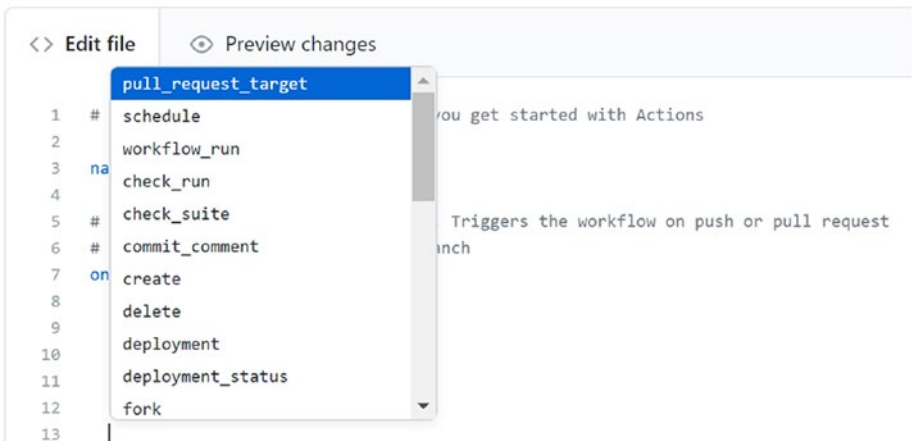 <> Edit file Preview changes
pull_request_target
1 # schedule you get started with Actions
2 workflow_run
3 na check_run
4
5 # check_suite Triggers the workflow on push or pull request
6 # commit_comment anch
7 on create
8 delete
9
10 deployment
11 deployment_status
12 fork
13